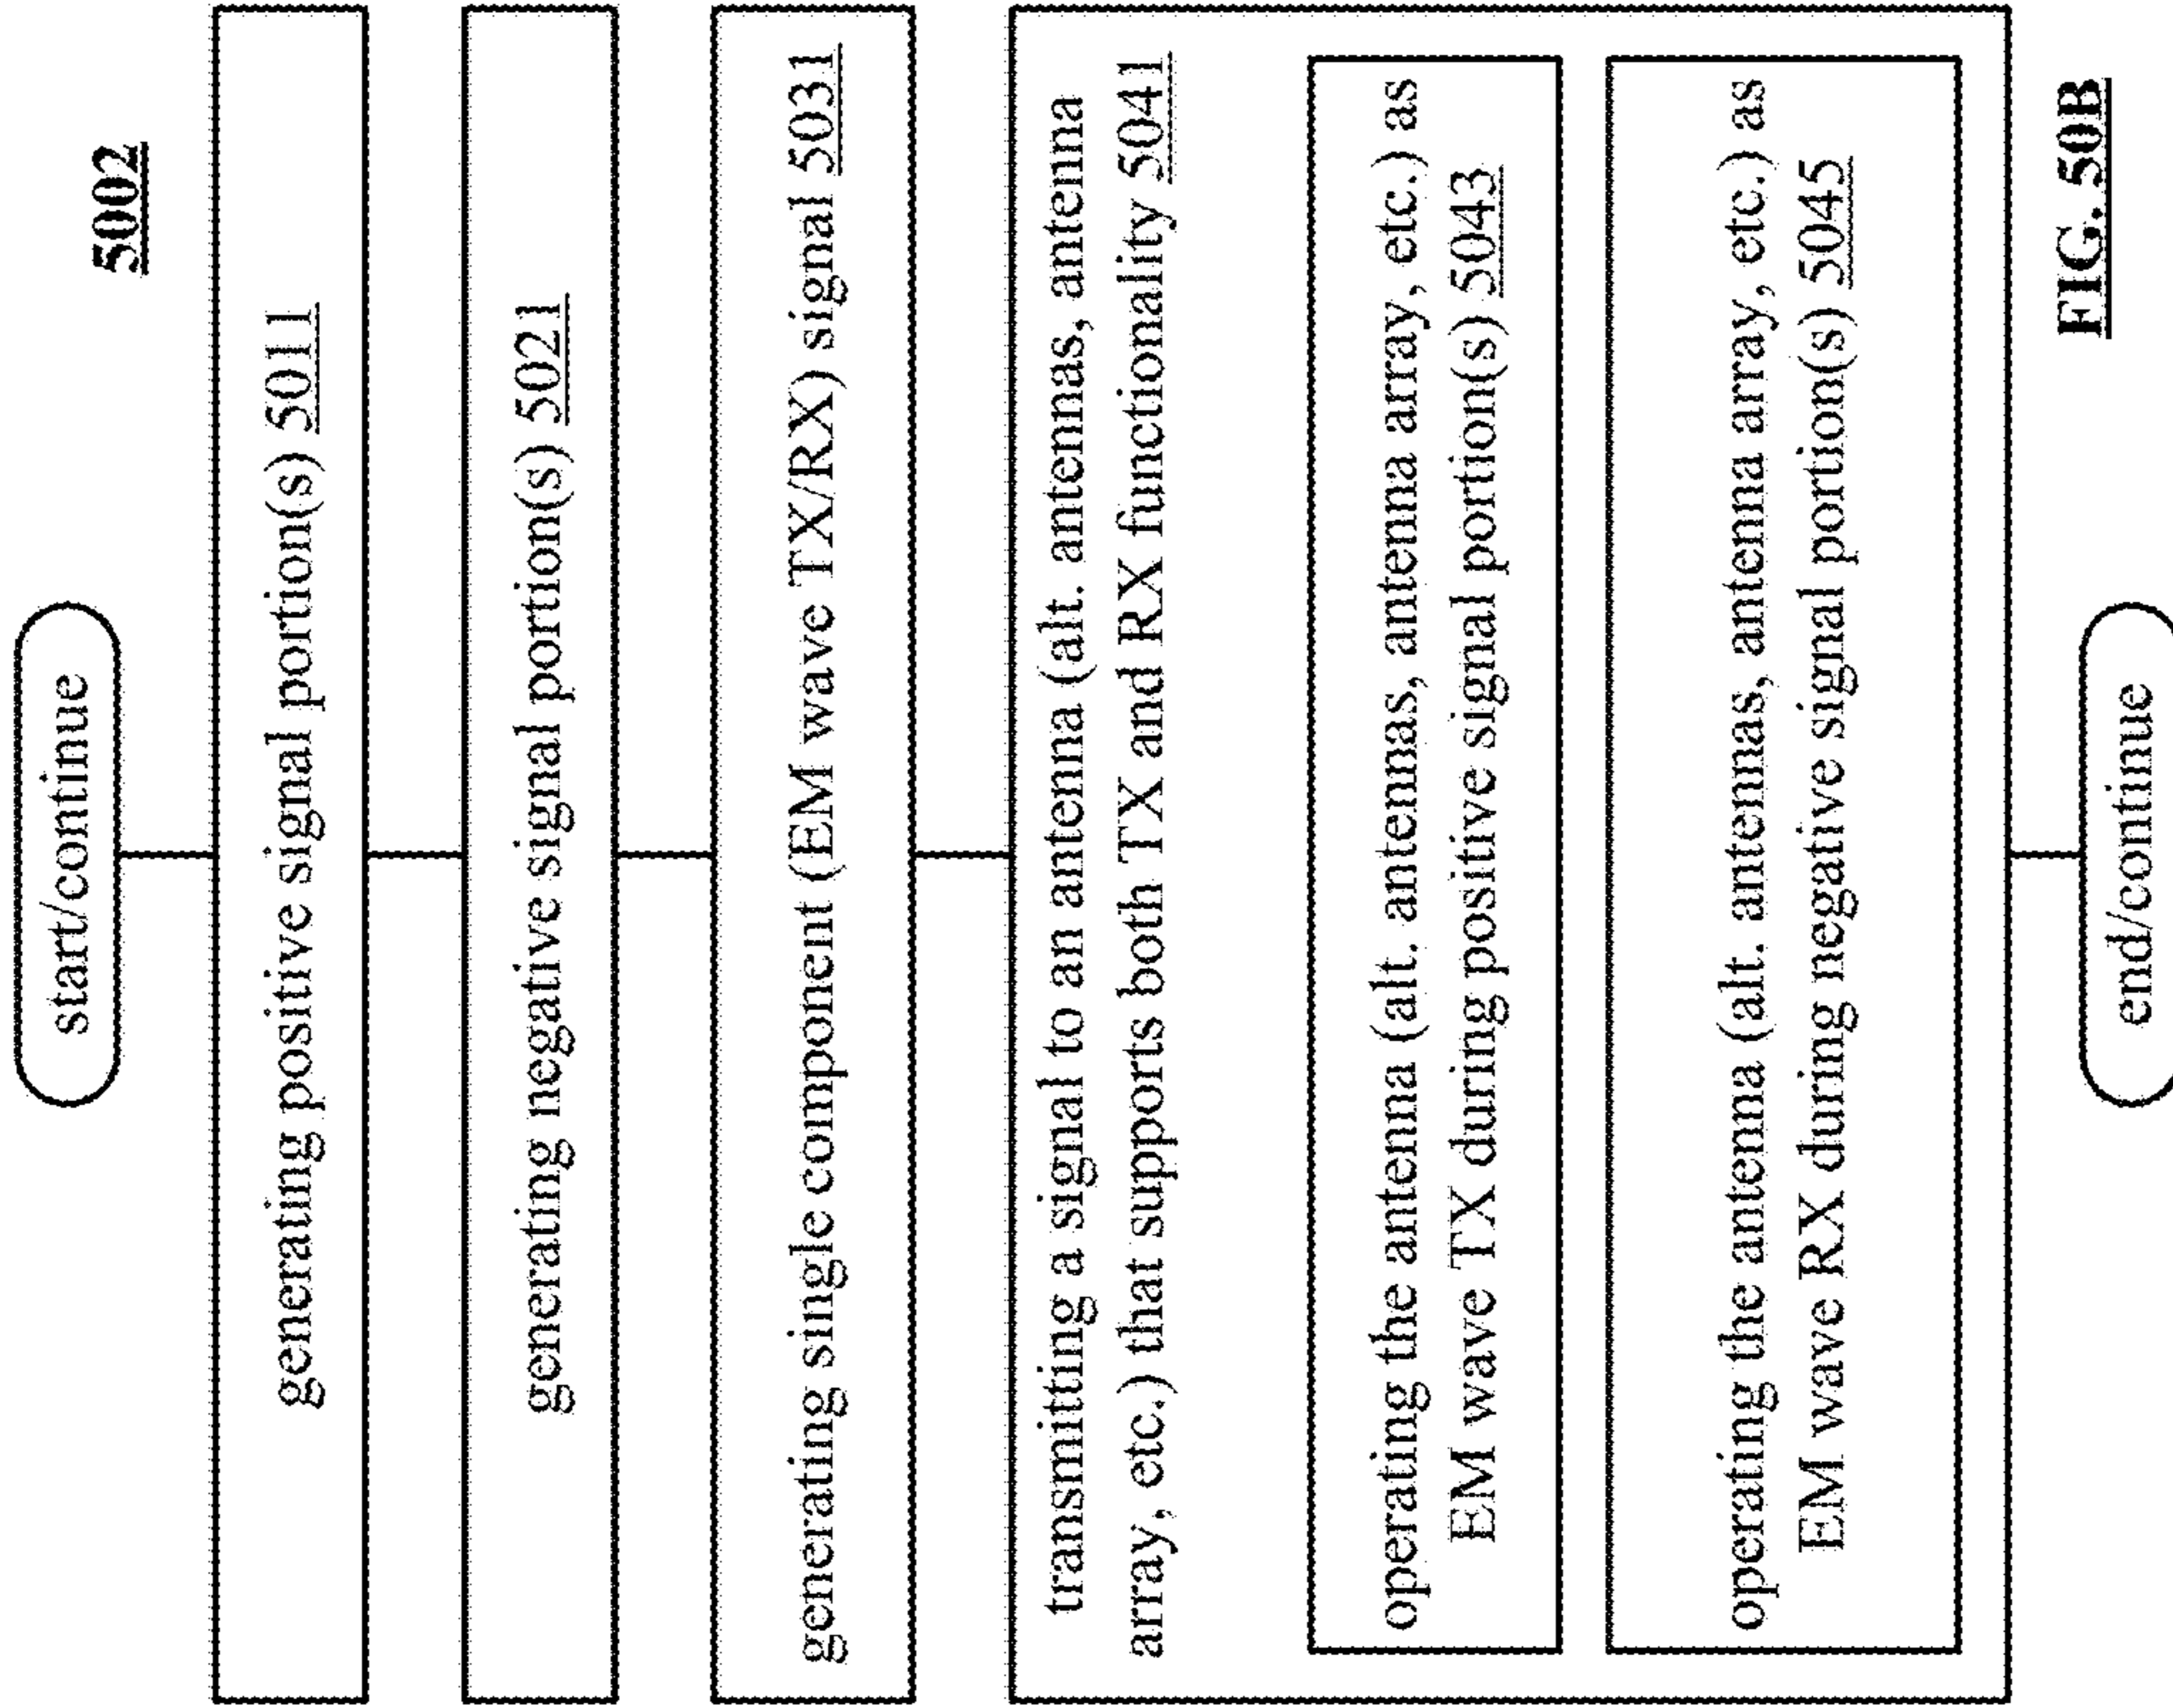 5002
start/continue
generating positive signal portion(s) 5011
generating negative signal portion(s) 5021
generating single component (EM wave TX/RX) signal 5031
transmitting a signal to an antenna (alt. antennas, antenna
array, etc.) that supports both TX and RX functionality 5041
operating the antenna (alt. antennas, antenna array, etc.) as
EM wave TX during positive signal portion(s) 5043
operating the antenna (alt. antennas, antenna array, etc.) as
EM wave RX during negative signal portion(s) 5045
end/continue
FIG. 50B